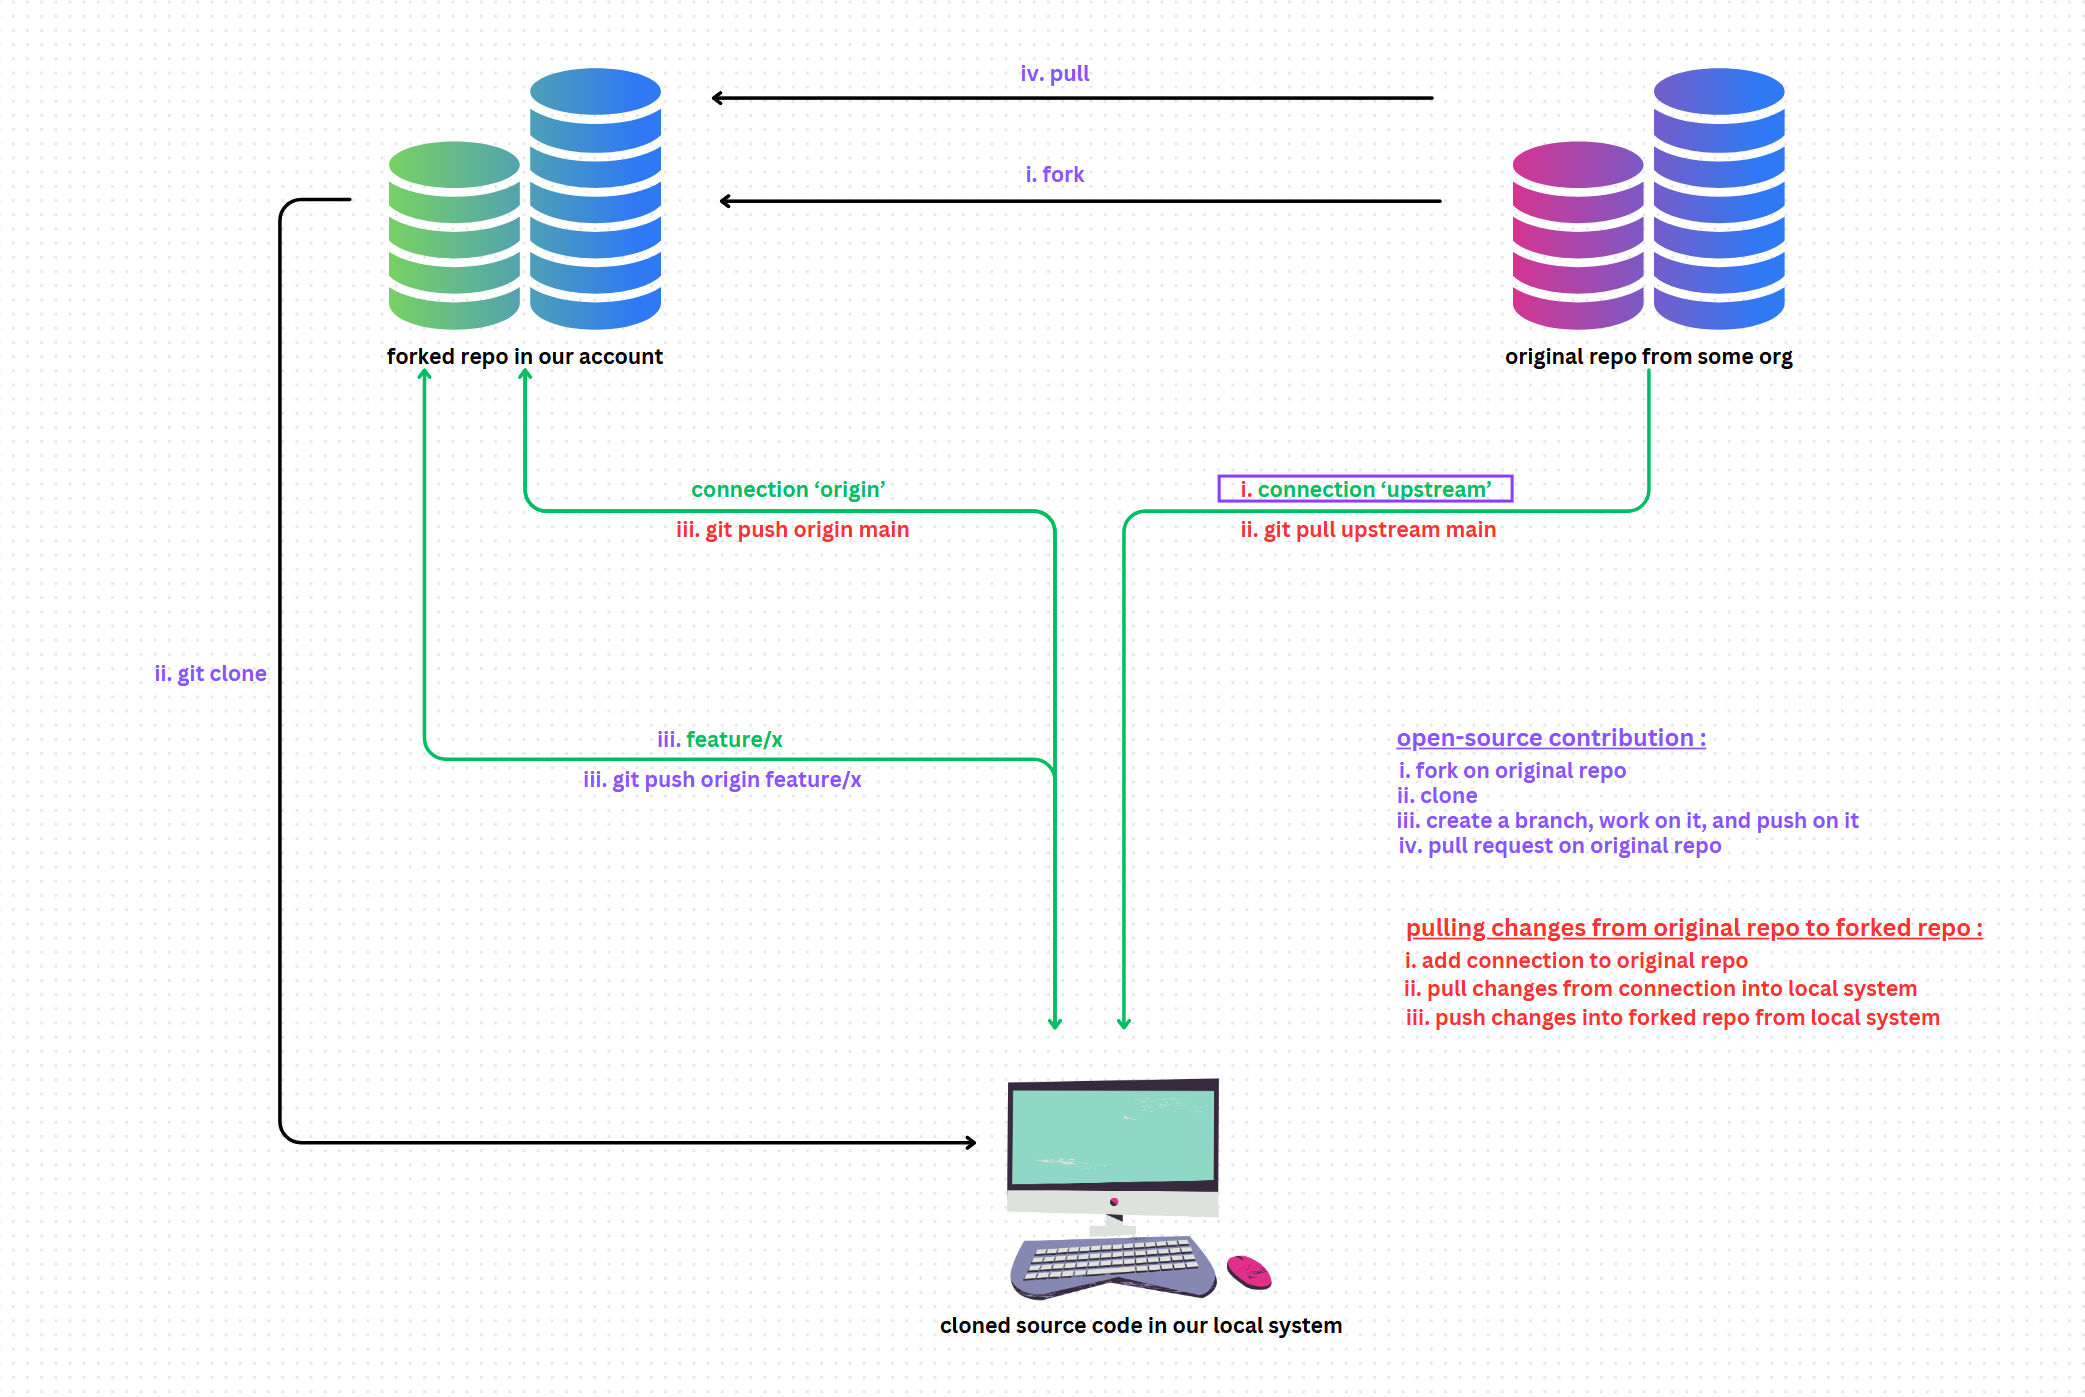 iv. pull
i. fork
forked repo in our account
original repo from some org
connection ‘origin’
iii. git push origin main
i. connection ‘upstream’
ii. git pull upstream main
ii. git clone
iii. feature/x
iii. git push origin feature/x
open-source contribution :
i. fork on original repo
ii. clone
iii. create a branch, work on it, and push on it
iv. pull request on original repo
pulling changes from original repo to forked repo :
i. add connection to original repo
ii. pull changes from connection into local system
iii. push changes into forked repo from local system
cloned source code in our local system